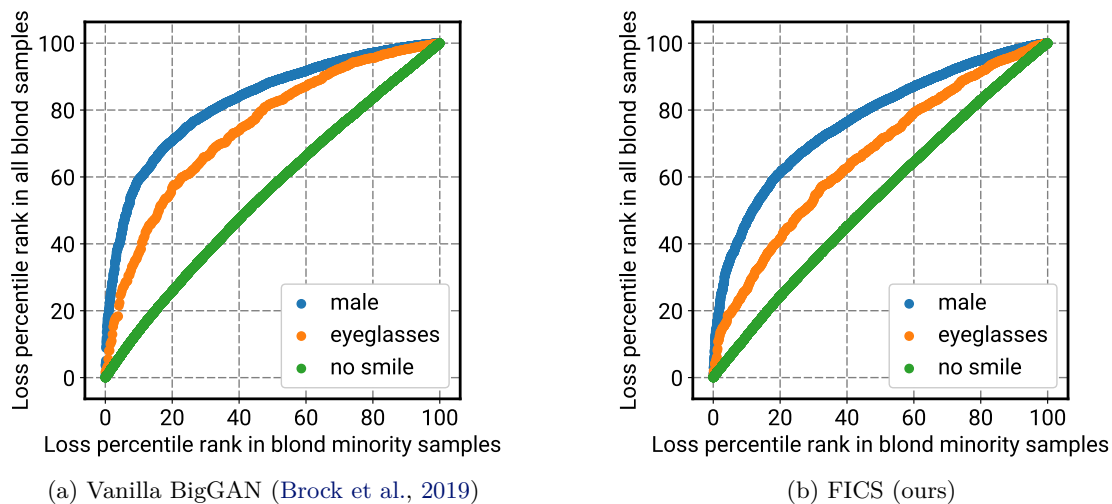 Loss percentile rank in all blond samples
100
80
60
40
20
0
male
eyeglasses
no smile
0 20 40 60 80 100
Loss percentile rank in blond minority samples
(a) Vanilla BigGAN (Brock et al., 2019)
Loss percentile rank in all blond samples
100
80
60
40
20
0
male
eyeglasses
no smile
0 20 40 60 80 100
Loss percentile rank in blond minority samples
(b) FICS (ours)